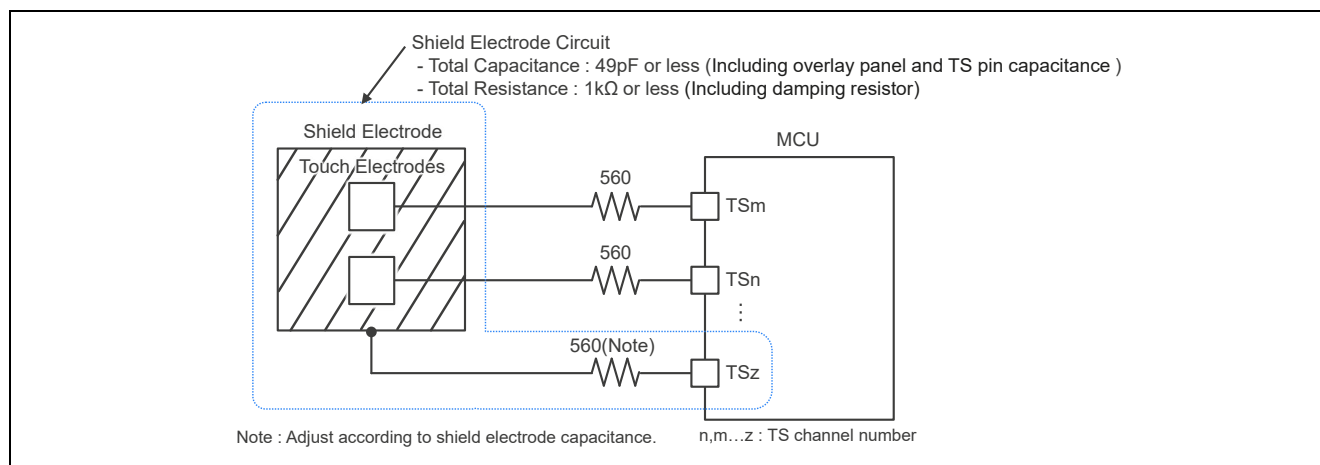 Shield Electrode Circuit
- Total Capacitance : 49pF or less (Including overlay panel and TS pin capacitance )
- Total Resistance : 1kΩ or less (Including damping resistor)
Shield Electrode
MCU
Touch Electrodes
560
TSm
560
TSn
⋮
560(Note)
TSz
Note : Adjust according to shield electrode capacitance.
n,m…z : TS channel number